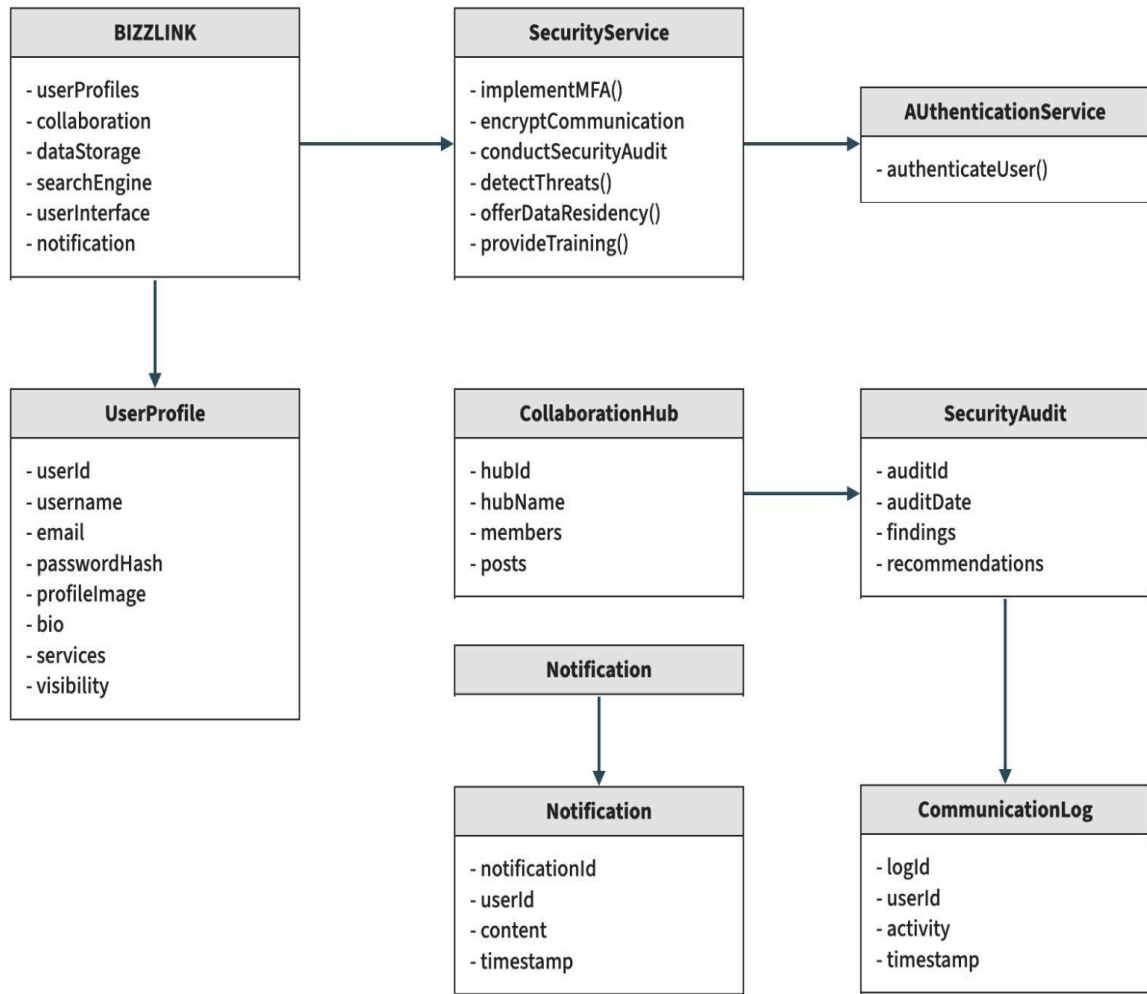 BIZZLINK
- userProfiles
- collaboration
- dataStorage
- searchEngine
- userInterface
- notification
SecurityService
- implementMFA()
- encryptCommunication
- conductSecurityAudit
- detectThreats()
- offerDataResidency()
- provideTraining()
AUthenticationService
- authenticateUser()
UserProfile
- userId
- username
- email
- passwordHash
- profileImage
- bio
- services
- visibility
CollaborationHub
- hubId
- hubName
- members
- posts
SecurityAudit
- auditId
- auditDate
- findings
- recommendations
Notification
Notification
- notificationId
- userId
- content
- timestamp
CommunicationLog
- logId
- userId
- activity
- timestamp